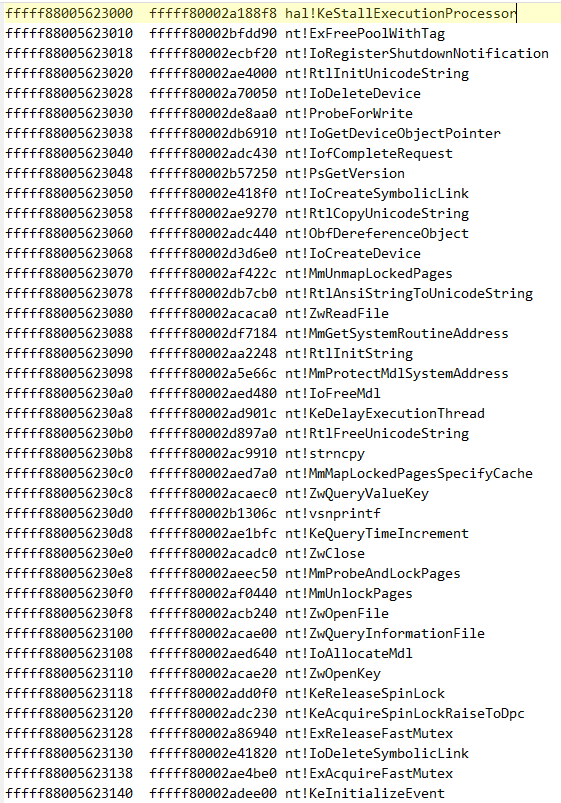 fffff88005623000 fffff80002a188f8 hal!KeStallExecutionProcessor
fffff88005623010 fffff80002bfdd90 nt!ExFreePoolWithTag
fffff88005623018 fffff80002ecbf20 nt!IoRegisterShutdownNotification
fffff88005623020 fffff80002ae4000 nt!RtlInitUnicodeString
fffff88005623028 fffff80002a70050 nt!IoDeleteDevice
fffff88005623030 fffff80002de8aa0 nt!ProbeForWrite
fffff88005623038 fffff80002db6910 nt!IoGetDeviceObjectPointer
fffff88005623040 fffff80002adc430 nt!IofCompleteRequest
fffff88005623048 fffff80002b57250 nt!PsGetVersion
fffff88005623050 fffff80002e418f0 nt!IoCreateSymbolicLink
fffff88005623058 fffff80002ae9270 nt!RtlCopyUnicodeString
fffff88005623060 fffff80002adc440 nt!ObfDereferenceObject
fffff88005623068 fffff80002d3d6e0 nt!IoCreateDevice
fffff88005623070 fffff80002af422c nt!MmUnmapLockedPages
fffff88005623078 fffff80002db7cb0 nt!RtlAnsiStringToUnicodeString
fffff88005623080 fffff80002acaca0 nt!ZwReadFile
fffff88005623088 fffff80002df7184 nt!MmGetSystemRoutineAddress
fffff88005623090 fffff80002aa2248 nt!RtlInitString
fffff88005623098 fffff80002a5e66c nt!MmProtectMdlSystemAddress
fffff880056230a0 fffff80002aed480 nt!IoFreeMdl
fffff880056230a8 fffff80002ad901c nt!KeDelayExecutionThread
fffff880056230b0 fffff80002d897a0 nt!RtlFreeUnicodeString
fffff880056230b8 fffff80002ac9910 nt!strncpy
fffff880056230c0 fffff80002aed7a0 nt!MmMapLockedPagesSpecifyCache
fffff880056230c8 fffff80002acaec0 nt!ZwQueryValueKey
fffff880056230d0 fffff80002b1306c nt!vsnprintf
fffff880056230d8 fffff80002ae1bfc nt!KeQueryTimeIncrement
fffff880056230e0 fffff80002acadc0 nt!ZwClose
fffff880056230e8 fffff80002aeec50 nt!MmProbeAndLockPages
fffff880056230f0 fffff80002af0440 nt!MmUnlockPages
fffff880056230f8 fffff80002acb240 nt!ZwOpenFile
fffff88005623100 fffff80002acae00 nt!ZwQueryInformationFile
fffff88005623108 fffff80002aed640 nt!IoAllocateMdl
fffff88005623110 fffff80002acae20 nt!ZwOpenKey
fffff88005623118 fffff80002add0f0 nt!KeReleaseSpinLock
fffff88005623120 fffff80002adc230 nt!KeAcquireSpinLockRaiseToDpc
fffff88005623128 fffff80002a86940 nt!ExReleaseFastMutex
fffff88005623130 fffff80002e41820 nt!IoDeleteSymbolicLink
fffff88005623138 fffff80002ae4be0 nt!ExAcquireFastMutex
fffff88005623140 fffff80002adee00 nt!KeInitializeEvent